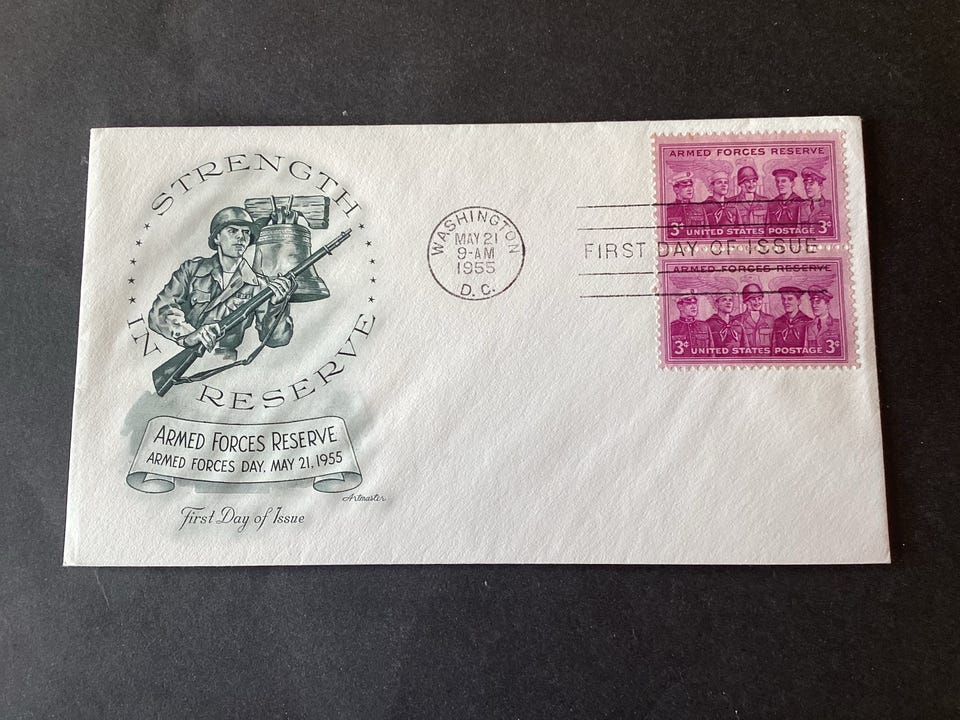 STRENGTH
IN
RESERVE
ARMED FORCES RESERVE
ARMED FORCES DAY, MAY 21, 1955
Artmaster
First Day of Issue
WASHINGTON
MAY 21
9-AM
1955
D. C.
FIRST DAY OF ISSUE
ARMED FORCES RESERVE
3¢ UNITED STATES POSTAGE 3¢
ARMED FORCES RESERVE
3¢ UNITED STATES POSTAGE 3¢